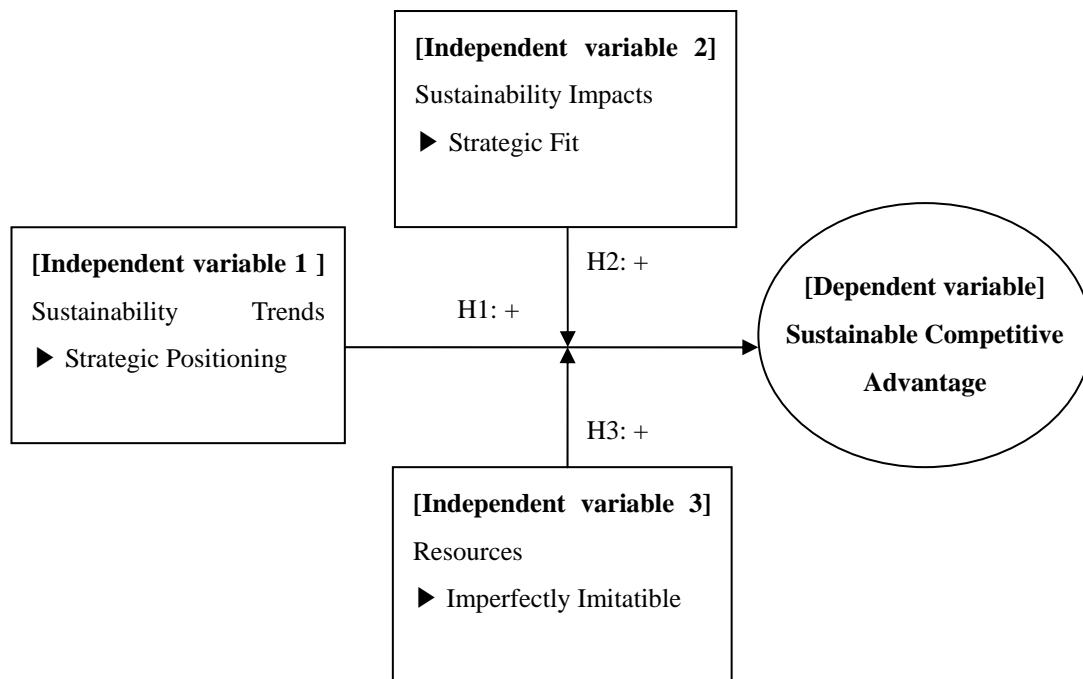 [Independent variable 2]
Sustainability Impacts
▶ Strategic Fit
[Independent variable 1 ]
Sustainability Trends
▶ Strategic Positioning
H1: +
H2: +
[Dependent variable]
Sustainable Competitive
Advantage
H3: +
[Independent variable 3]
Resources
▶ Imperfectly Imitatible